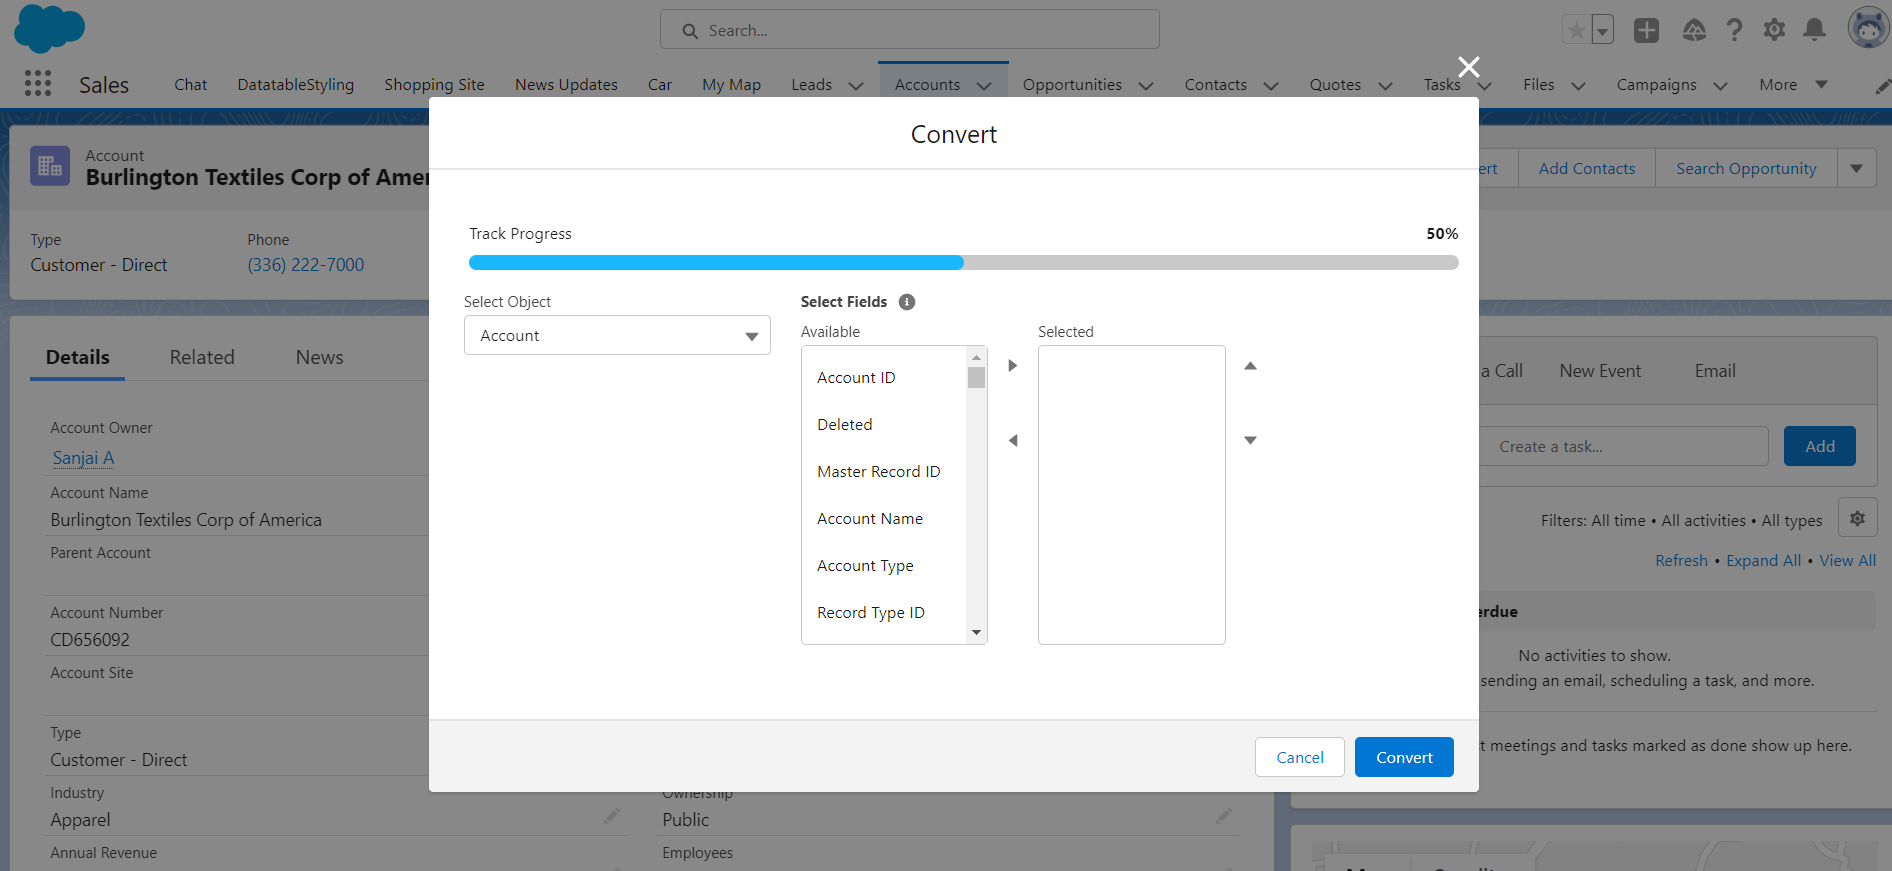 Search...
Sales
Chat
DatatableStyling
Shopping Site
News Updates
Car
My Map
Leads
Accounts
Opportunities
Contacts
Quotes
Tasks
Files
Campaigns
More
Account
Burlington Textiles Corp of Amer
ert
Add Contacts
Search Opportunity
Type
Customer - Direct
Phone
(336) 222-7000
Details
Related
News
Account Owner
Sanjai A
Account Name
Burlington Textiles Corp of America
Parent Account
Account Number
CD656092
Account Site
Type
Customer - Direct
Industry
Apparel
Annual Revenue
Ownership
Public
Employees
Convert
Track Progress
50%
Select Object
Account
Select Fields
Available
Account ID
Deleted
Master Record ID
Account Name
Account Type
Record Type ID
Selected
Cancel
Convert
a Call
New Event
Email
Create a task...
Add
Filters: All time • All activities • All types
Refresh • Expand All • View All
erdue
No activities to show.
sending an email, scheduling a task, and more.
t meetings and tasks marked as done show up here.